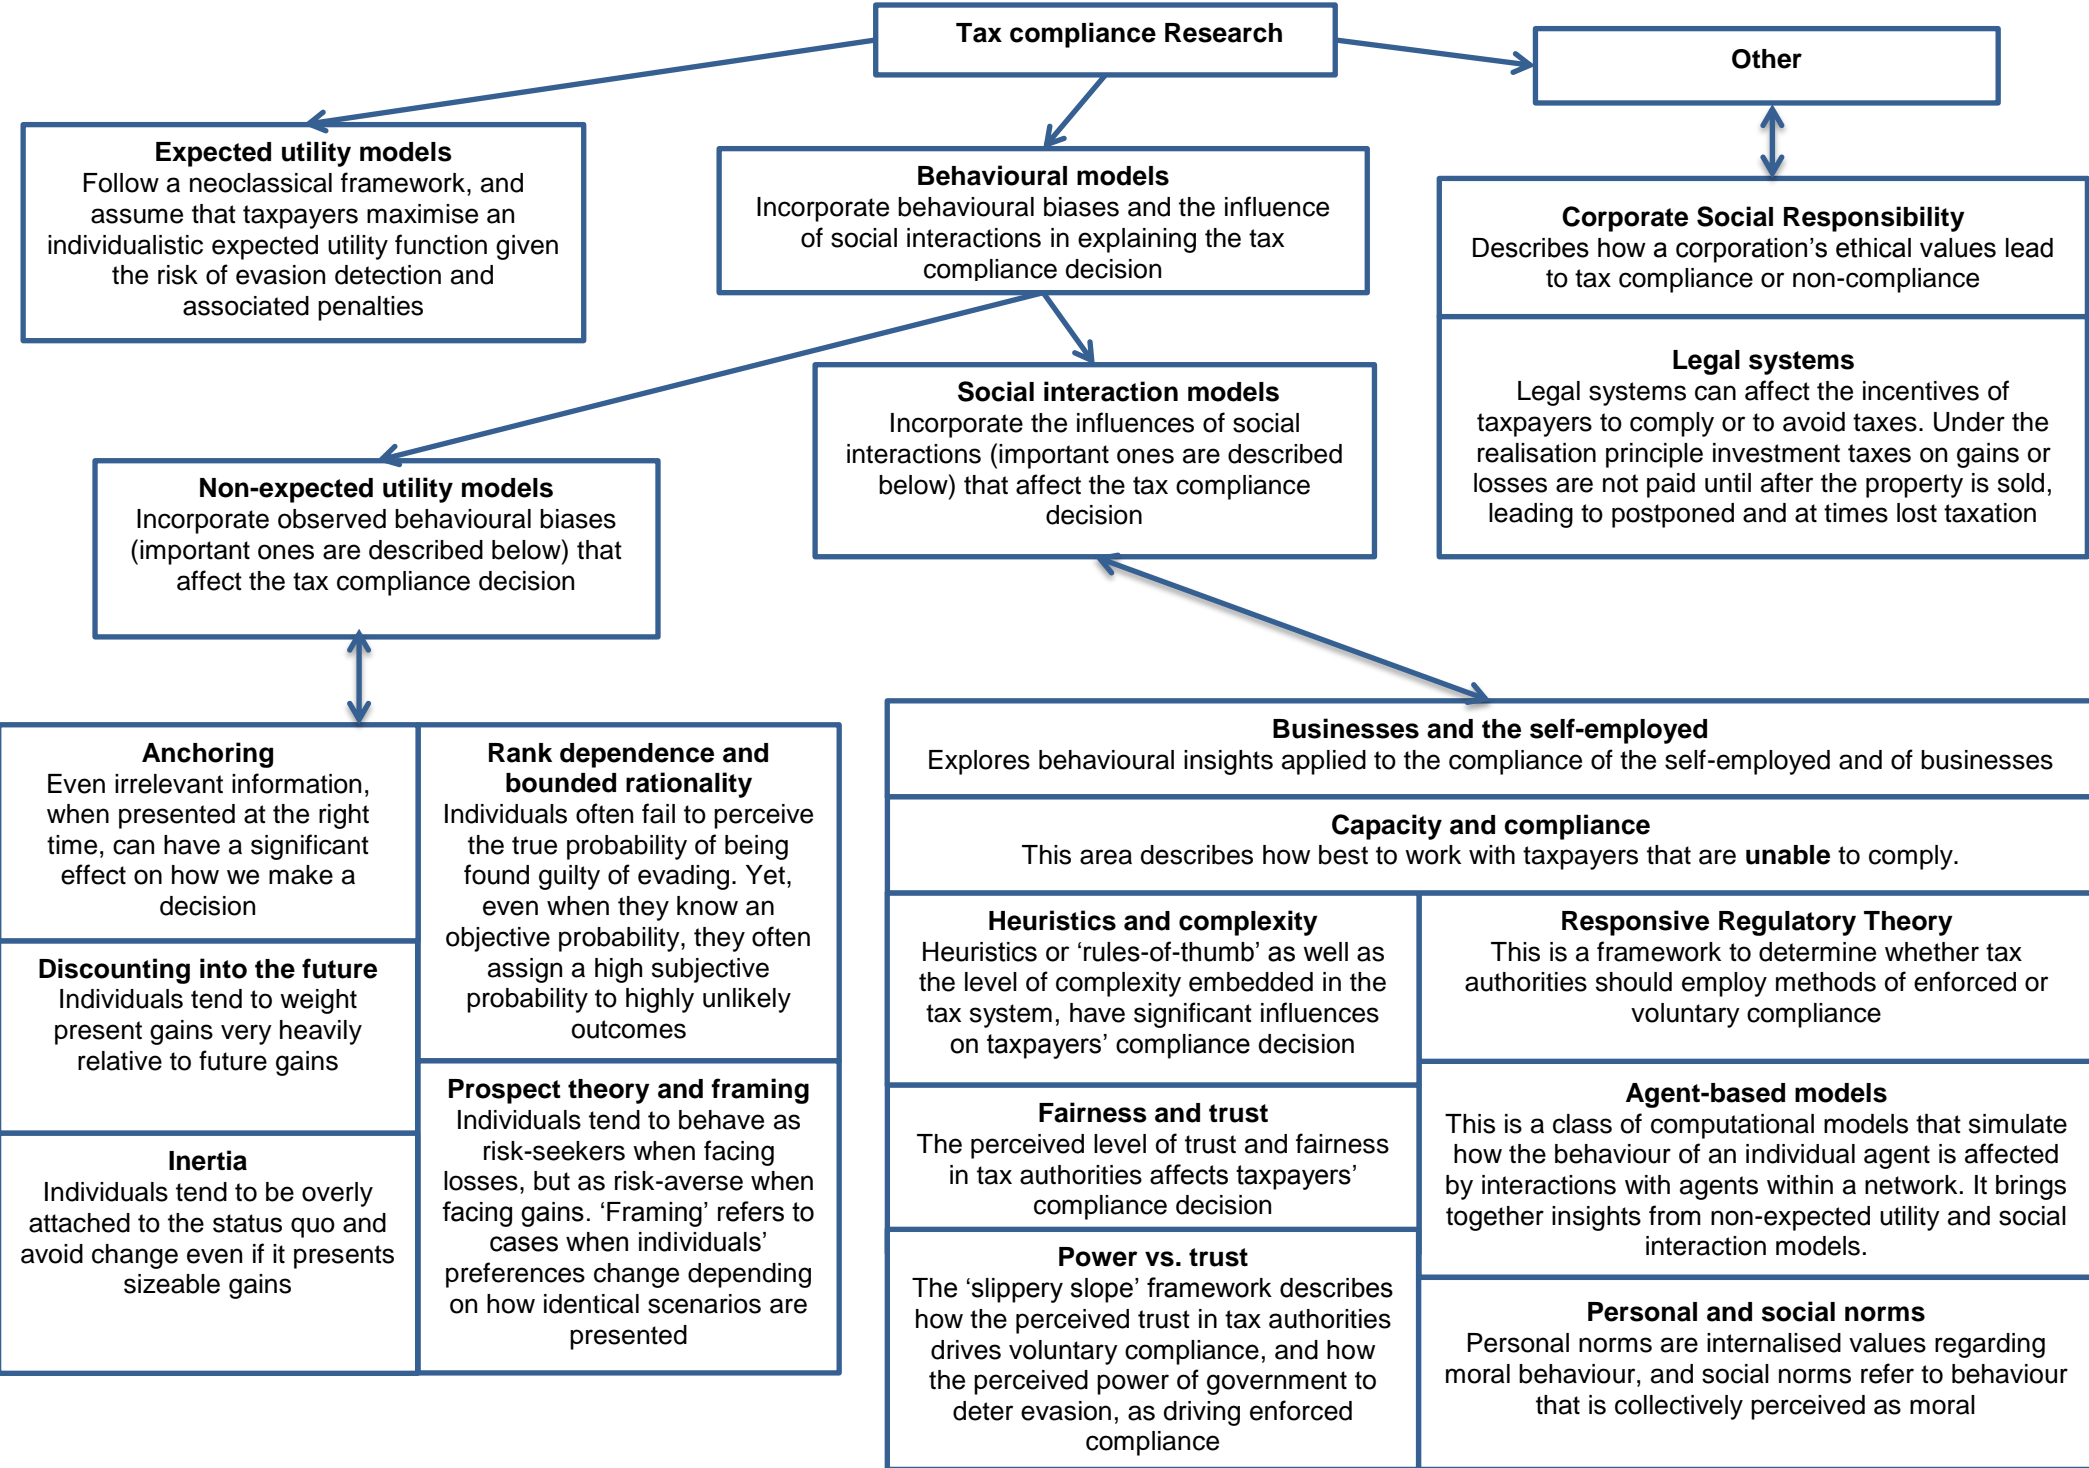 Tax compliance Research
Other
Expected utility models
Follow a neoclassical framework, and
assume that taxpayers maximise an
individualistic expected utility function given
the risk of evasion detection and
associated penalties
Behavioural models
Incorporate behavioural biases and the influence
of social interactions in explaining the tax
compliance decision
Corporate Social Responsibility
Describes how a corporation’s ethical values lead
to tax compliance or non-compliance
Legal systems
Legal systems can affect the incentives of
taxpayers to comply or to avoid taxes. Under the
realisation principle investment taxes on gains or
losses are not paid until after the property is sold,
leading to postponed and at times lost taxation
Social interaction models
Incorporate the influences of social
interactions (important ones are described
below) that affect the tax compliance
decision
Non-expected utility models
Incorporate observed behavioural biases
(important ones are described below) that
affect the tax compliance decision
Anchoring
Even irrelevant information,
when presented at the right
time, can have a significant
effect on how we make a
decision
Discounting into the future
Individuals tend to weight
present gains very heavily
relative to future gains
Inertia
Individuals tend to be overly
attached to the status quo and
avoid change even if it presents
sizeable gains
Rank dependence and
bounded rationality
Individuals often fail to perceive
the true probability of being
found guilty of evading. Yet,
even when they know an
objective probability, they often
assign a high subjective
probability to highly unlikely
outcomes
Prospect theory and framing
Individuals tend to behave as
risk-seekers when facing
losses, but as risk-averse when
facing gains. ‘Framing’ refers to
cases when individuals’
preferences change depending
on how identical scenarios are
presented
Businesses and the self-employed
Explores behavioural insights applied to the compliance of the self-employed and of businesses
Capacity and compliance
This area describes how best to work with taxpayers that are unable to comply.
Heuristics and complexity
Heuristics or ‘rules-of-thumb’ as well as
the level of complexity embedded in the
tax system, have significant influences
on taxpayers’ compliance decision
Fairness and trust
The perceived level of trust and fairness
in tax authorities affects taxpayers’
compliance decision
Power vs. trust
The ‘slippery slope’ framework describes
how the perceived trust in tax authorities
drives voluntary compliance, and how
the perceived power of government to
deter evasion, as driving enforced
compliance
Responsive Regulatory Theory
This is a framework to determine whether tax
authorities should employ methods of enforced or
voluntary compliance
Agent-based models
This is a class of computational models that simulate
how the behaviour of an individual agent is affected
by interactions with agents within a network. It brings
together insights from non-expected utility and social
interaction models.
Personal and social norms
Personal norms are internalised values regarding
moral behaviour, and social norms refer to behaviour
that is collectively perceived as moral